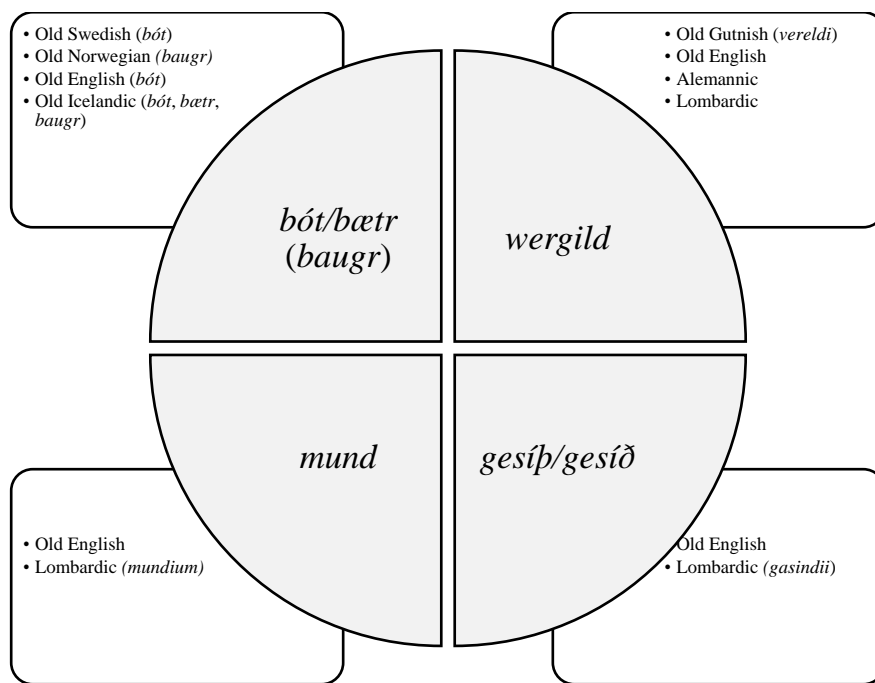 • Old Swedish (bót)
• Old Norwegian (baugr)
• Old English (bót)
• Old Icelandic (bót, bætr,
baugr)
• Old Gutnish (vereldi)
• Old English
• Alemannic
• Lombardic
bót/bætr
(baugr)
wergild
mund
gesíþ/gesíð
• Old English
• Lombardic (mundium)
Old English
• Lombardic (gasindii)